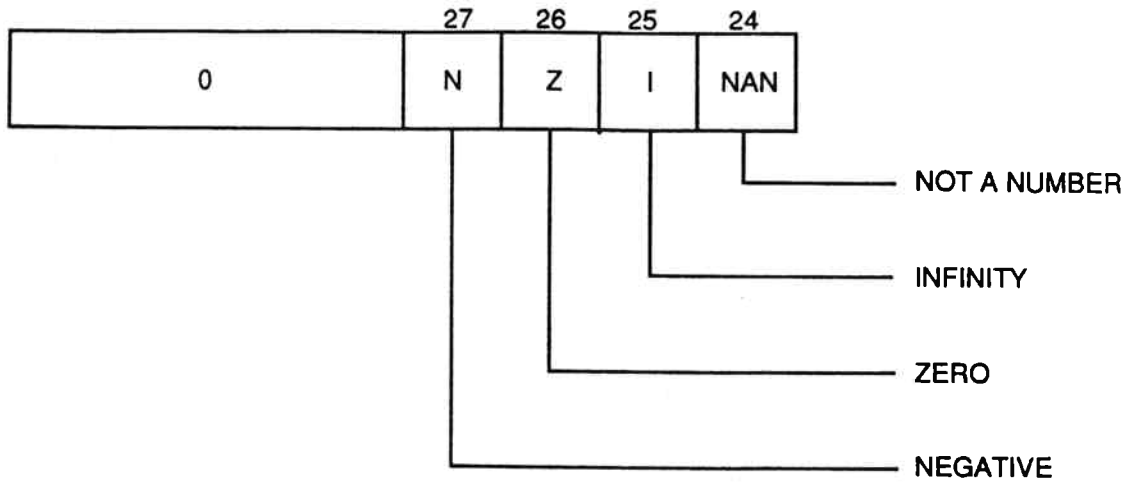 27 26 25 24
0 N Z I NAN
NOT A NUMBER
INFINITY
ZERO
NEGATIVE